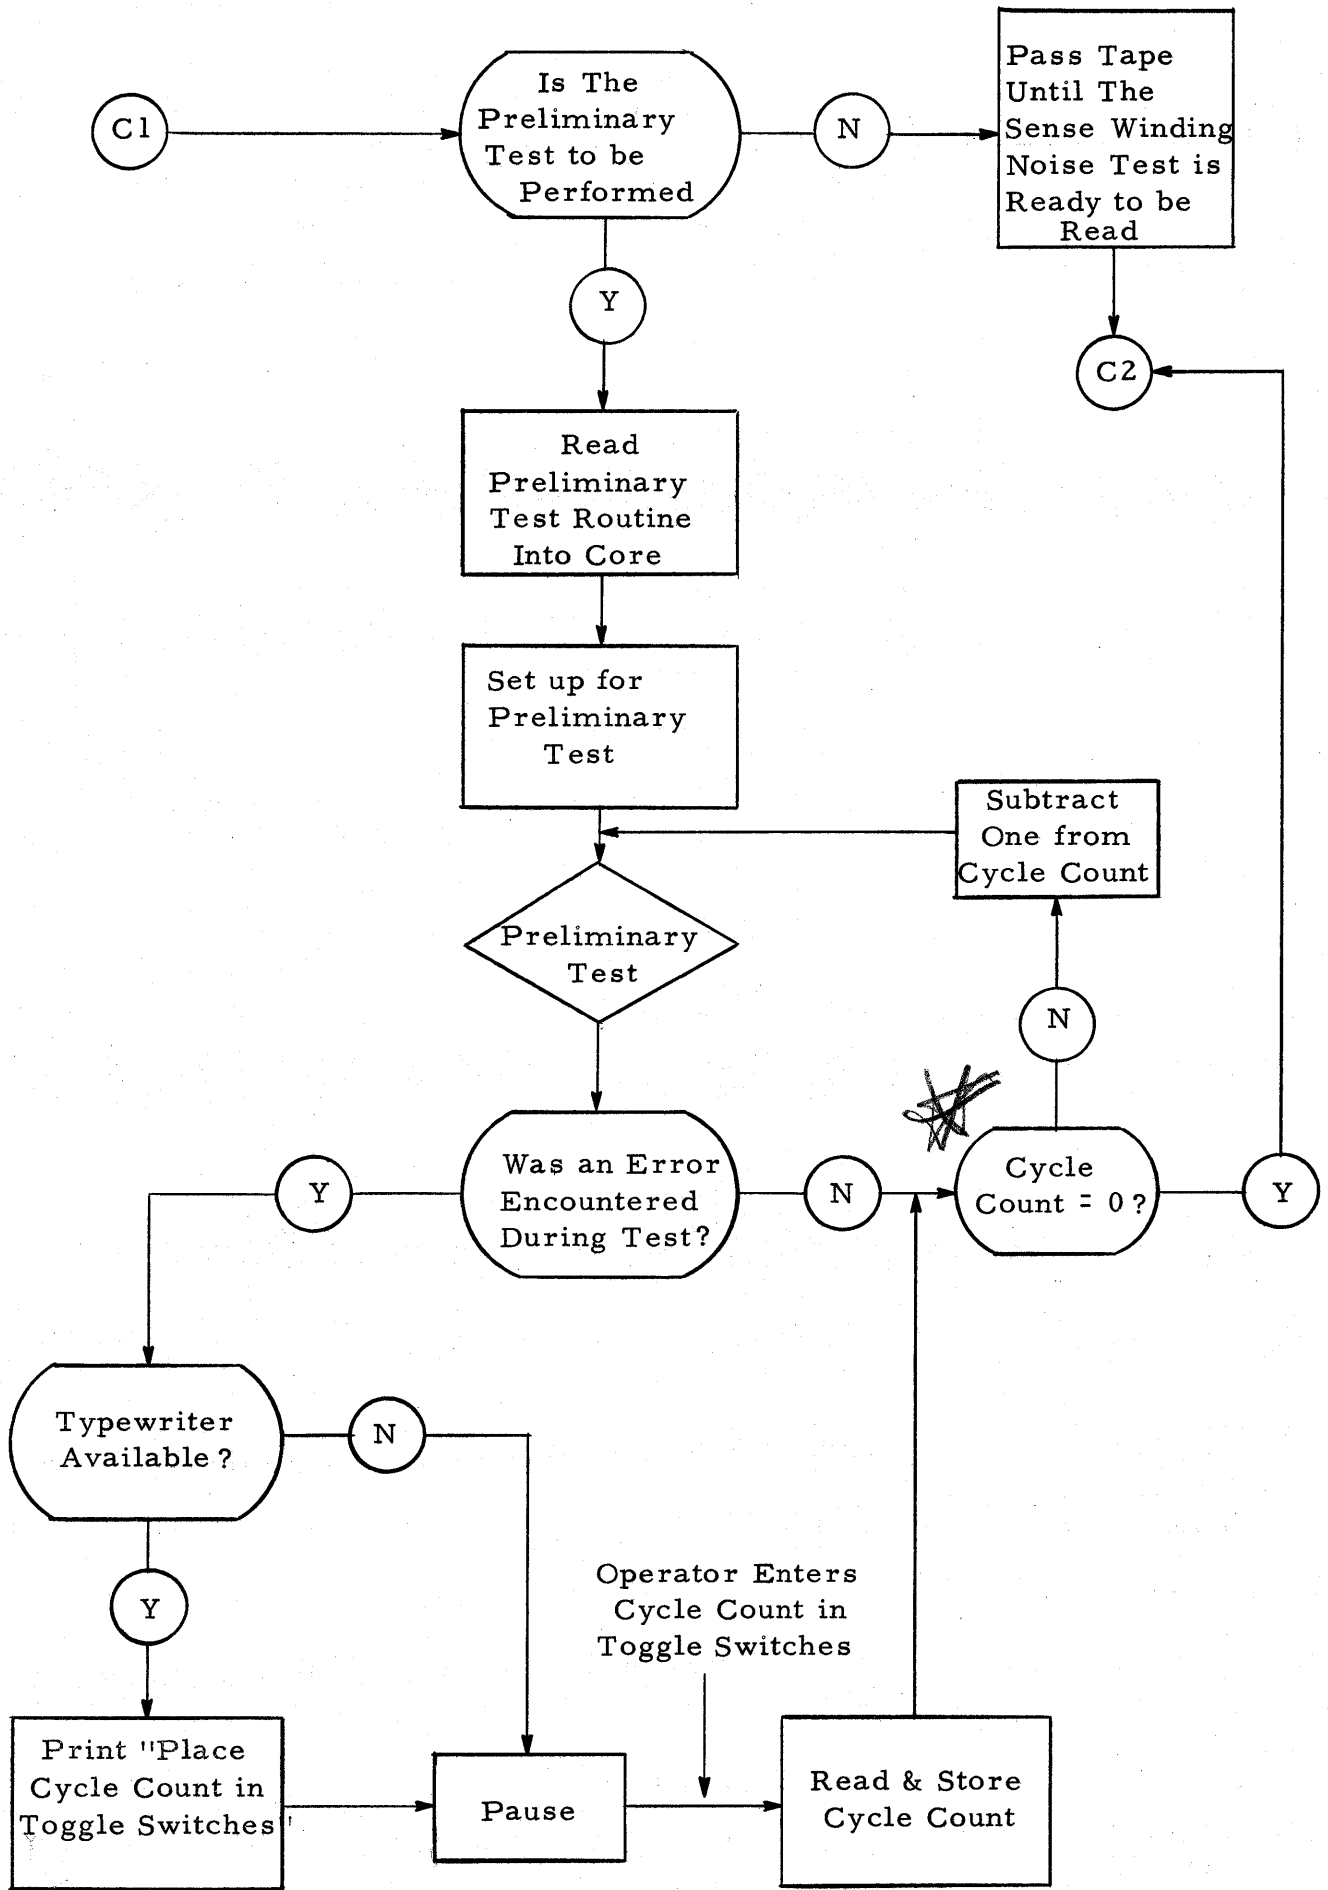 C1
Is The
Preliminary
Test to be
Performed
N
Pass Tape
Until The
Sense Winding
Noise Test is
Ready to be
Read
Y
C2
Read
Preliminary
Test Routine
Into Core
Set up for
Preliminary
Test
Subtract
One from
Cycle Count
Preliminary
Test
N
Was an Error
Encountered
During Test?
Y
N
Cycle
Count = 0?
Y
Typewriter
Available?
N
Y
Operator Enters
Cycle Count in
Toggle Switches
Print "Place
Cycle Count in
Toggle Switches"
Pause
Read & Store
Cycle Count